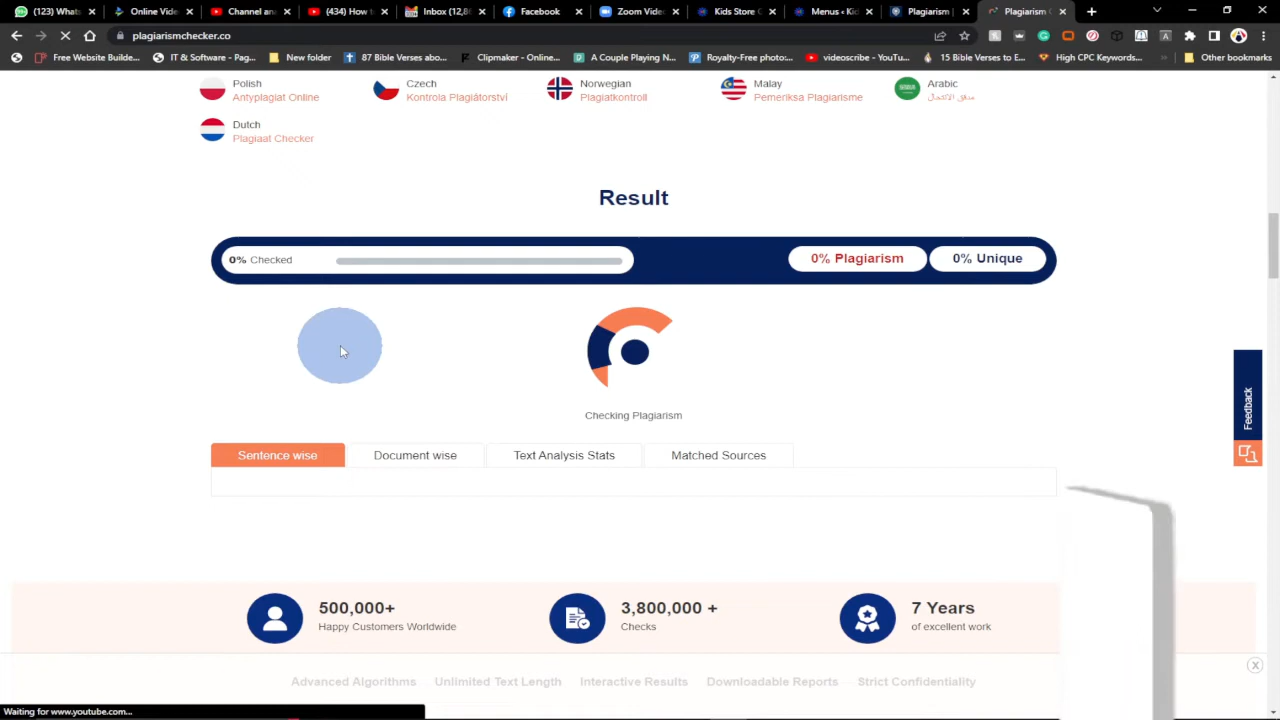 (123) Whats
Online Vide
Channel an
(434) How t
Inbox (12,8
Facebook
Zoom Video
Kids Store C
Menus « Kid
Plagiarism
Plagiarism C
plagiarismchecker.co
Free Website Builde...
IT & Software - Pag...
New folder
87 Bible Verses abo...
Clipmaker - Online...
A Couple Playing N...
Royalty-Free photo:...
videoscribe - YouTu...
15 Bible Verses to E...
High CPC Keywords...
Other bookmarks
Polish
Antyplagiat Online
Czech
Kontrola Plagiátorství
Norwegian
Plagiatkontroll
Malay
Pemeriksa Plagiarisme
Arabic
Dutch
Plagiaat Checker
Result
0% Checked
0% Plagiarism
0% Unique
Checking Plagiarism
Sentence wise
Document wise
Text Analysis Stats
Matched Sources
Feedback
500,000+
Happy Customers Worldwide
3,800,000 +
Checks
7 Years
of excellent work
Advanced Algorithms
Unlimited Text Length
Interactive Results
Downloadable Reports
Strict Confidentiality
Waiting for www.youtube.com...